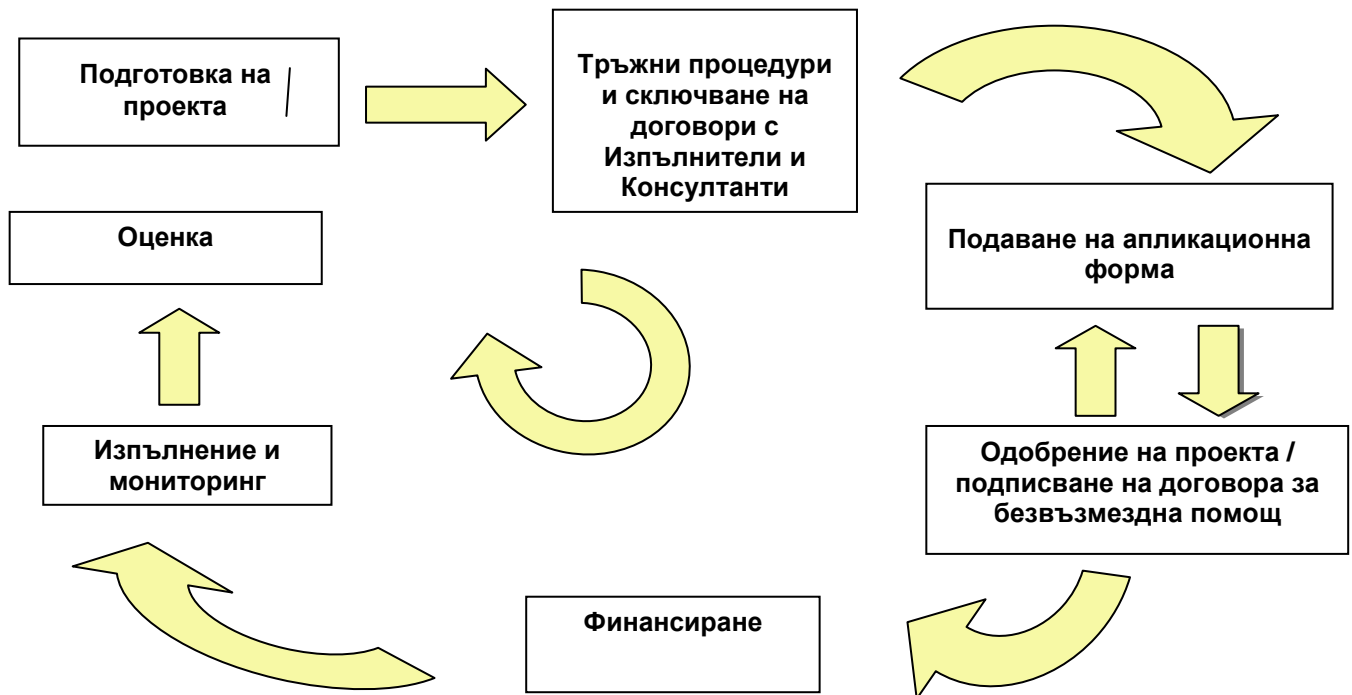 Подготовка на
проекта
Тръжни процедури
и сключване на
договори с
Изпълнители и
Консултанти
Подаване на апликационна
форма
Одобрение на проекта /
подписване на договора за
безвъзмездна помощ
Финансиране
Изпълнение и
мониторинг
Оценка